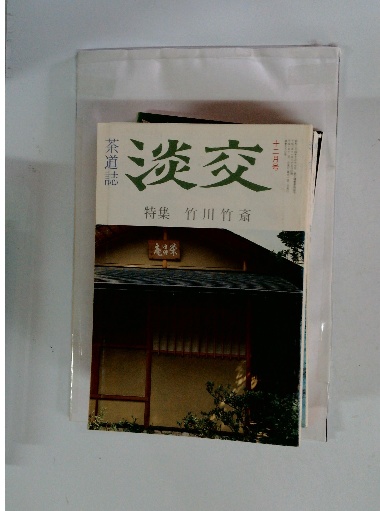 茶道誌
淡交
十二月号
特集 竹川竹斎